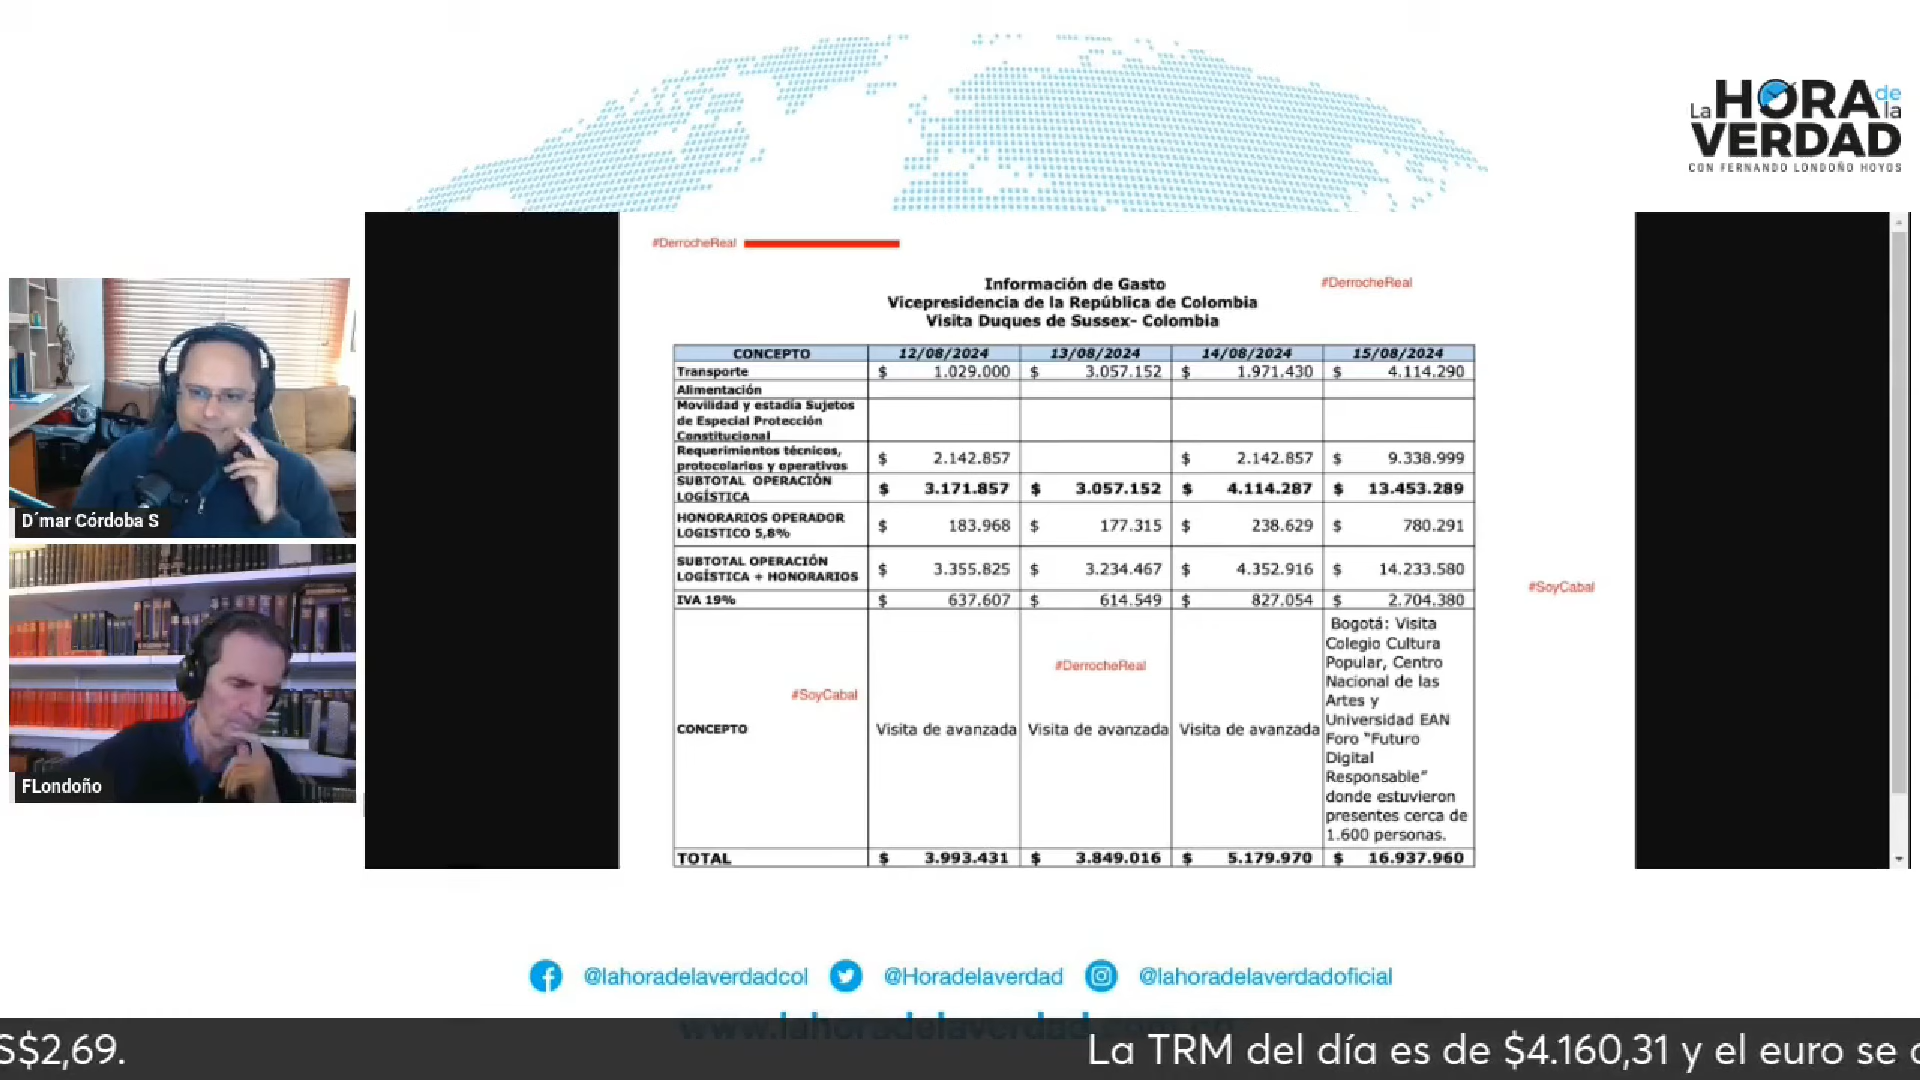 La HORA de la
VERDAD
CON FERNANDO LONDOÑO HOYOS
#DerrocheReal
Información de Gasto
#DerrocheReal
Vicepresidencia de la República de Colombia
Visita Duques de Sussex- Colombia
CONCEPTO 12/08/2024 13/08/2024 14/08/2024 15/08/2024
Transporte $ 1.029.000 $ 3.057.152 $ 1.971.430 $ 4.114.290
Alimentación
Movilidad y estadía Sujetos
de Especial Protección
Constitucional
Requerimientos técnicos,
protocolarios y operativos $ 2.142.857 $ 2.142.857 $ 9.338.999
SUBTOTAL OPERACIÓN
LOGÍSTICA $ 3.171.857 $ 3.057.152 $ 4.114.287 $ 13.453.289
HONORARIOS OPERADOR
LOGISTICO 5,8% $ 183.968 $ 177.315 $ 238.629 $ 780.291
SUBTOTAL OPERACIÓN
LOGÍSTICA + HONORARIOS $ 3.355.825 $ 3.234.467 $ 4.352.916 $ 14.233.580
IVA 19% $ 637.607 $ 614.549 $ 827.054 $ 2.704.380
CONCEPTO Visita de avanzada Visita de avanzada Visita de avanzada
Bogotá: Visita
Colegio Cultura
Popular, Centro
Nacional de las
Artes y
Universidad EAN
Foro "Futuro
Digital
Responsable"
donde estuvieron
presentes cerca de
1.600 personas.
#DerrocheReal
#SoyCabal
#SoyCabal
TOTAL $ 3.993.431 $ 3.849.016 $ 5.179.970 $ 16.937.960
D´mar Córdoba S
FLondoño
@lahoradelaverdadcol @Horadelaverdad @lahoradelaverdadoficial
S$2,69. La TRM del día es de $4.160,31 y el euro se